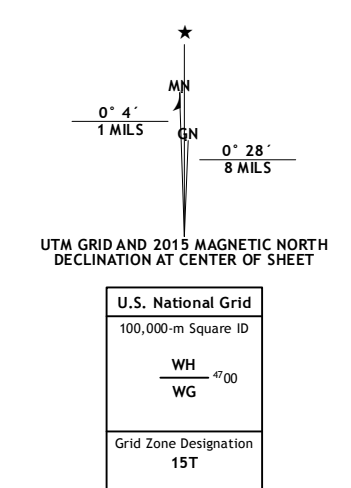 ★
MN
0° 4´
1 MILS
GN
0° 28´
8 MILS
UTM GRID AND 2015 MAGNETIC NORTH
DECLINATION AT CENTER OF SHEET
U.S. National Grid
100,000-m Square ID
WH
4700
WG
Grid Zone Designation
15T